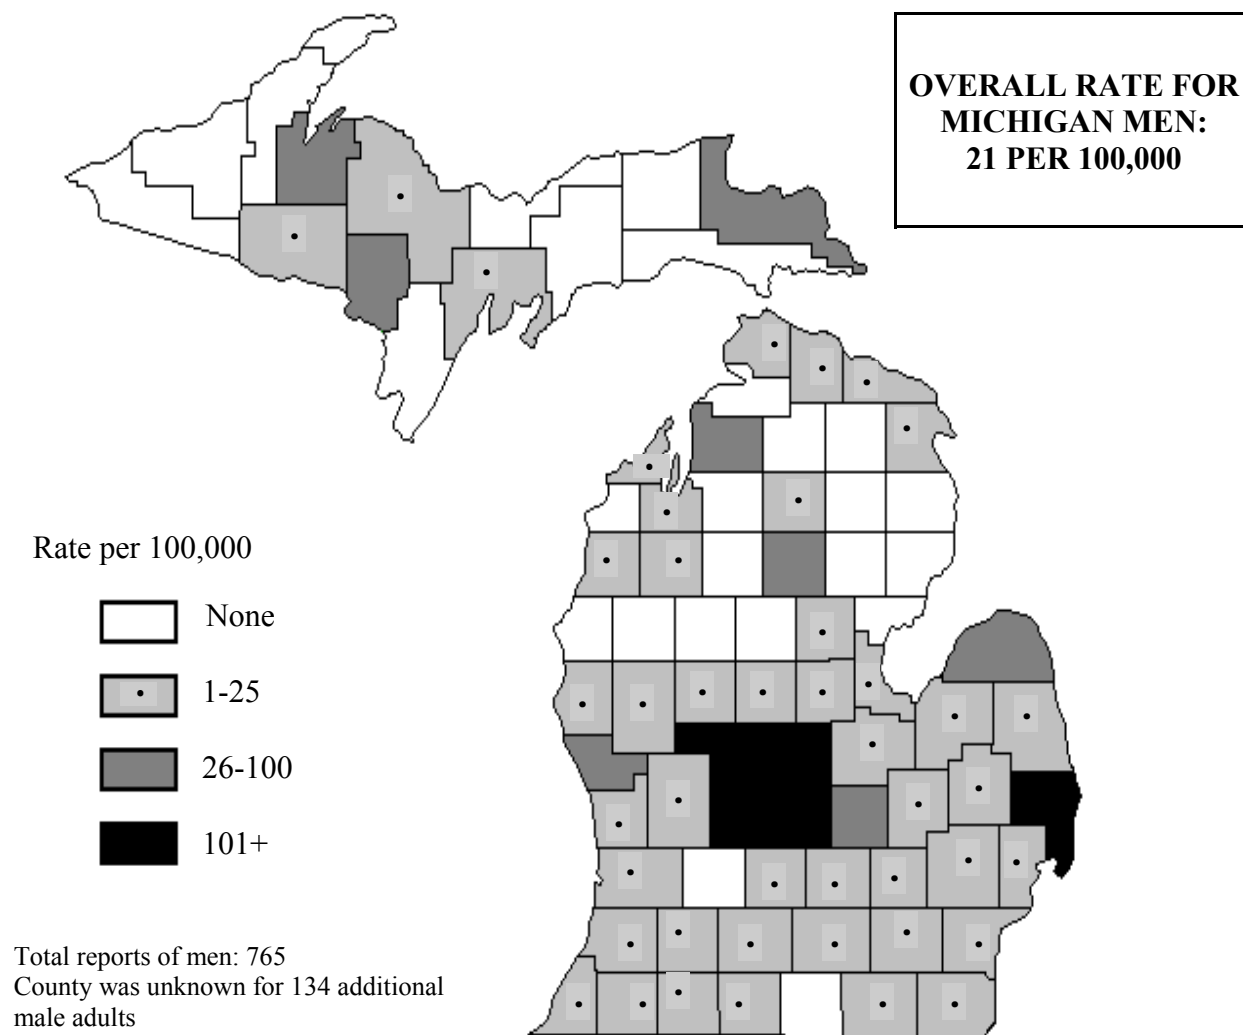 OVERALL RATE FOR
MICHIGAN MEN:
21 PER 100,000
Rate per 100,000
None
1-25
26-100
101+
Total reports of men: 765
County was unknown for 134 additional
male adults